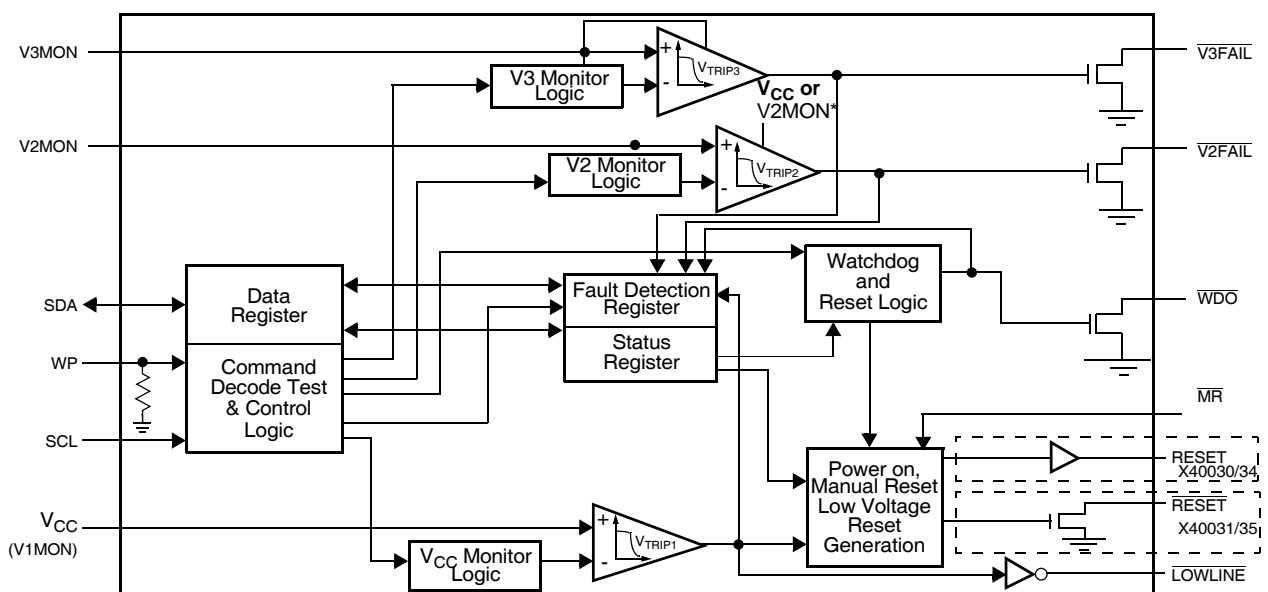 V3MON
V3 Monitor
Logic
+
-
VTRIP3
VCC or
V2MON*
V3FAIL
V2MON
V2 Monitor
Logic
+
-
VTRIP2
V2FAIL
SDA
WP
SCL
Data
Register
Command
Decode Test
& Control
Logic
Fault Detection
Register
Status
Register
Watchdog
and
Reset Logic
WDO
MR
Power on,
Manual Reset
Low Voltage
Reset
Generation
RESET
X40030/34
RESET
X40031/35
VCC
(V1MON)
VCC Monitor
Logic
+
-
VTRIP1
LOWLINE